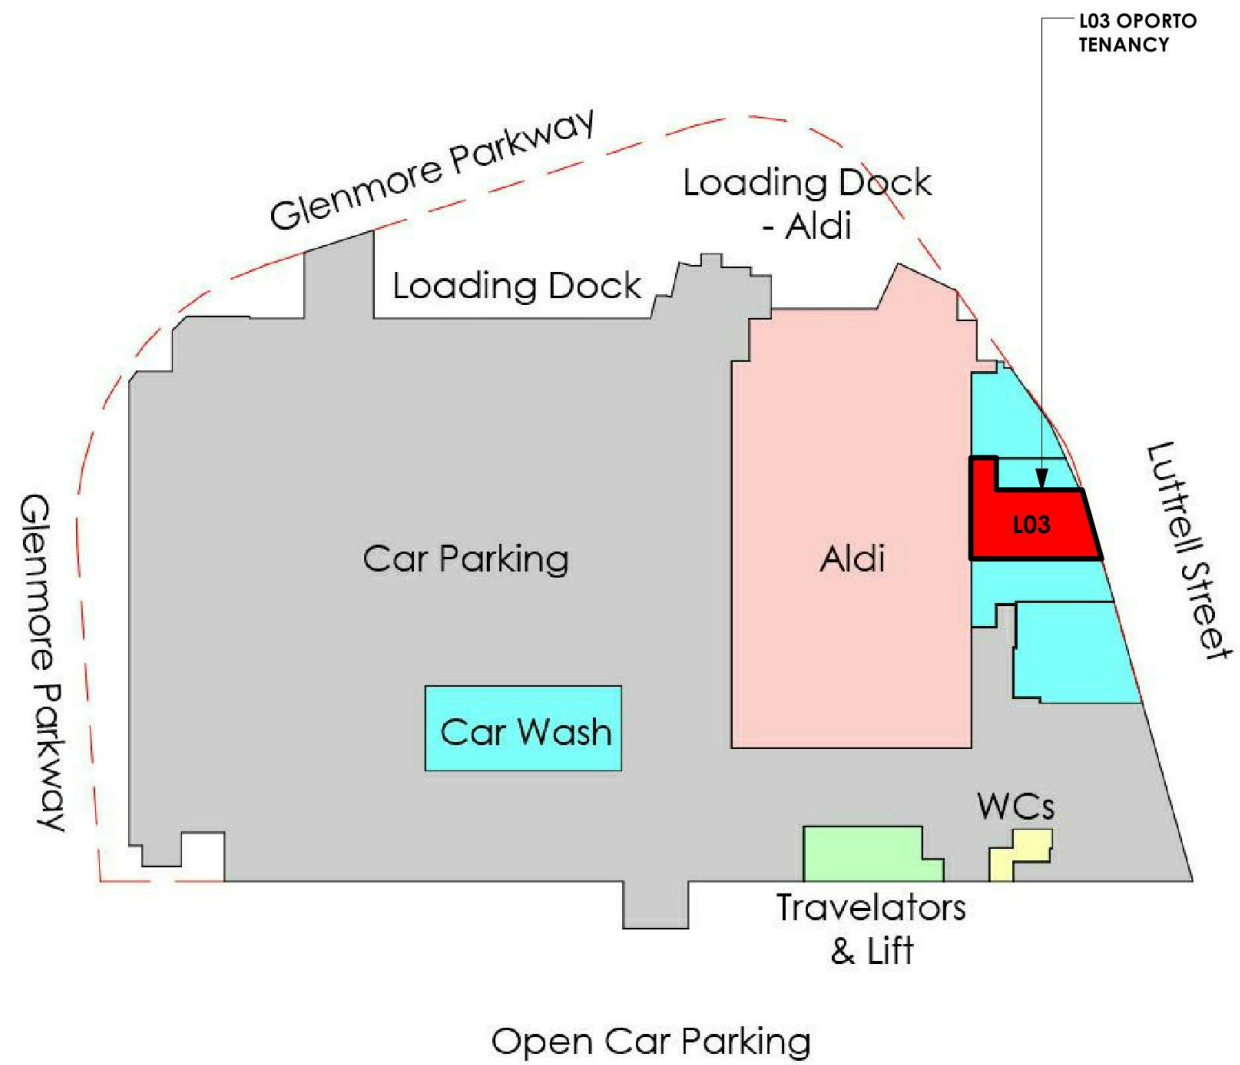 L03 OPORTO
TENANCY
Glenmore Parkway
Loading Dock
- Aldi
Loading Dock
Luttrell Street
Glenmore Parkway
L03
Car Parking
Aldi
Car Wash
WCs
Travelators
& Lift
Open Car Parking